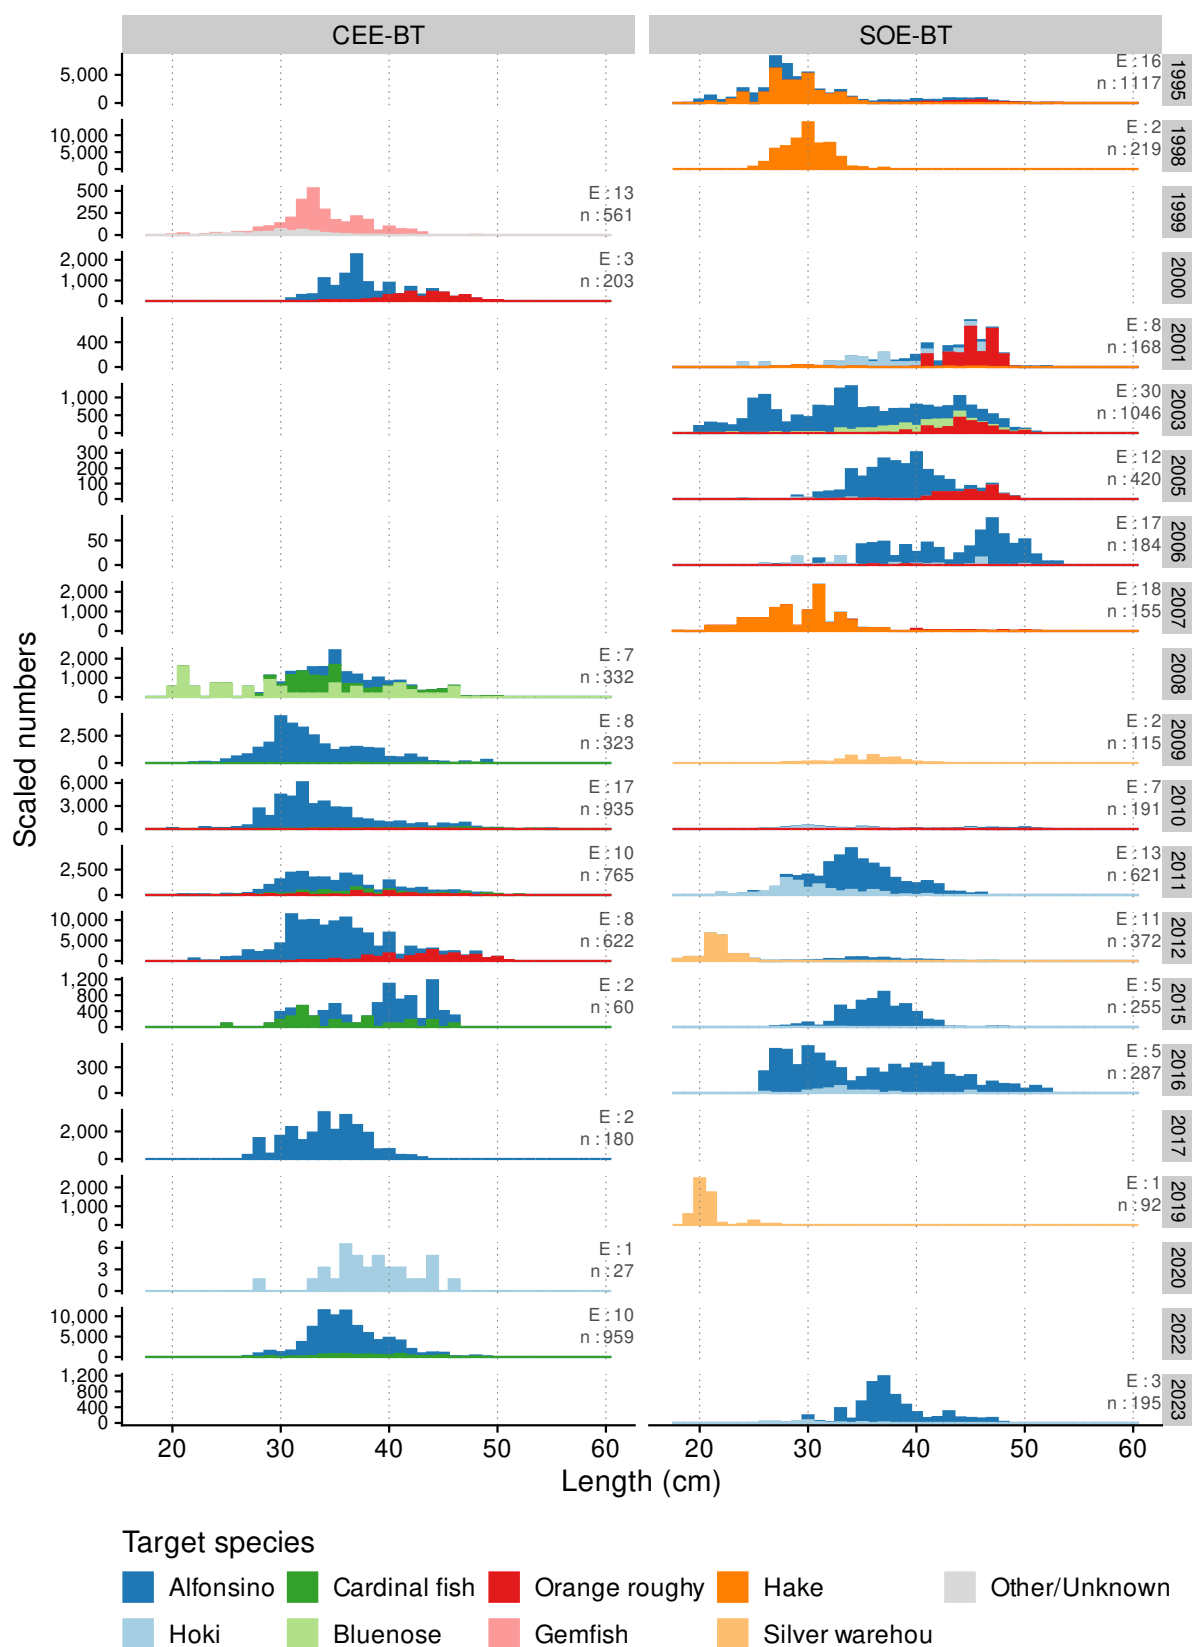 CEE-BT SOE-BT
5,000
0
E : 16
n : 1117
1995
10,000
5,000
0
E : 2
n : 219
1998
500
250
0
E : 13
n : 561
1999
2,000
1,000
0
E : 3
n : 203
2000
400
0
E : 8
n : 168
2001
1,000
500
0
E : 30
n : 1046
2003
300
200
100
0
E : 12
n : 420
2005
50
0
E : 17
n : 184
2006
2,000
1,000
0
E : 18
n : 155
2007
2,000
1,000
0
E : 7
n : 332
2008
2,500
0
E : 8
n : 323
E : 2
n : 115
2009
6,000
3,000
0
E : 17
n : 935
E : 7
n : 191
2010
2,500
0
E : 10
n : 765
E : 13
n : 621
2011
10,000
5,000
0
E : 8
n : 622
E : 11
n : 372
2012
1,200
800
400
0
E : 2
n : 60
E : 5
n : 255
2015
300
0
E : 5
n : 287
2016
2,000
0
E : 2
n : 180
2017
2,000
1,000
0
E : 1
n : 92
2019
6
3
0
E : 1
n : 27
2020
10,000
5,000
0
E : 10
n : 959
2022
1,200
800
400
0
E : 3
n : 195
2023
Scaled numbers
20 30 40 50 60 20 30 40 50 60
Length (cm)
Target species
Alfonsino Cardinal fish Orange roughy Hake Other/Unknown
Hoki Bluenose Gemfish Silver warehou